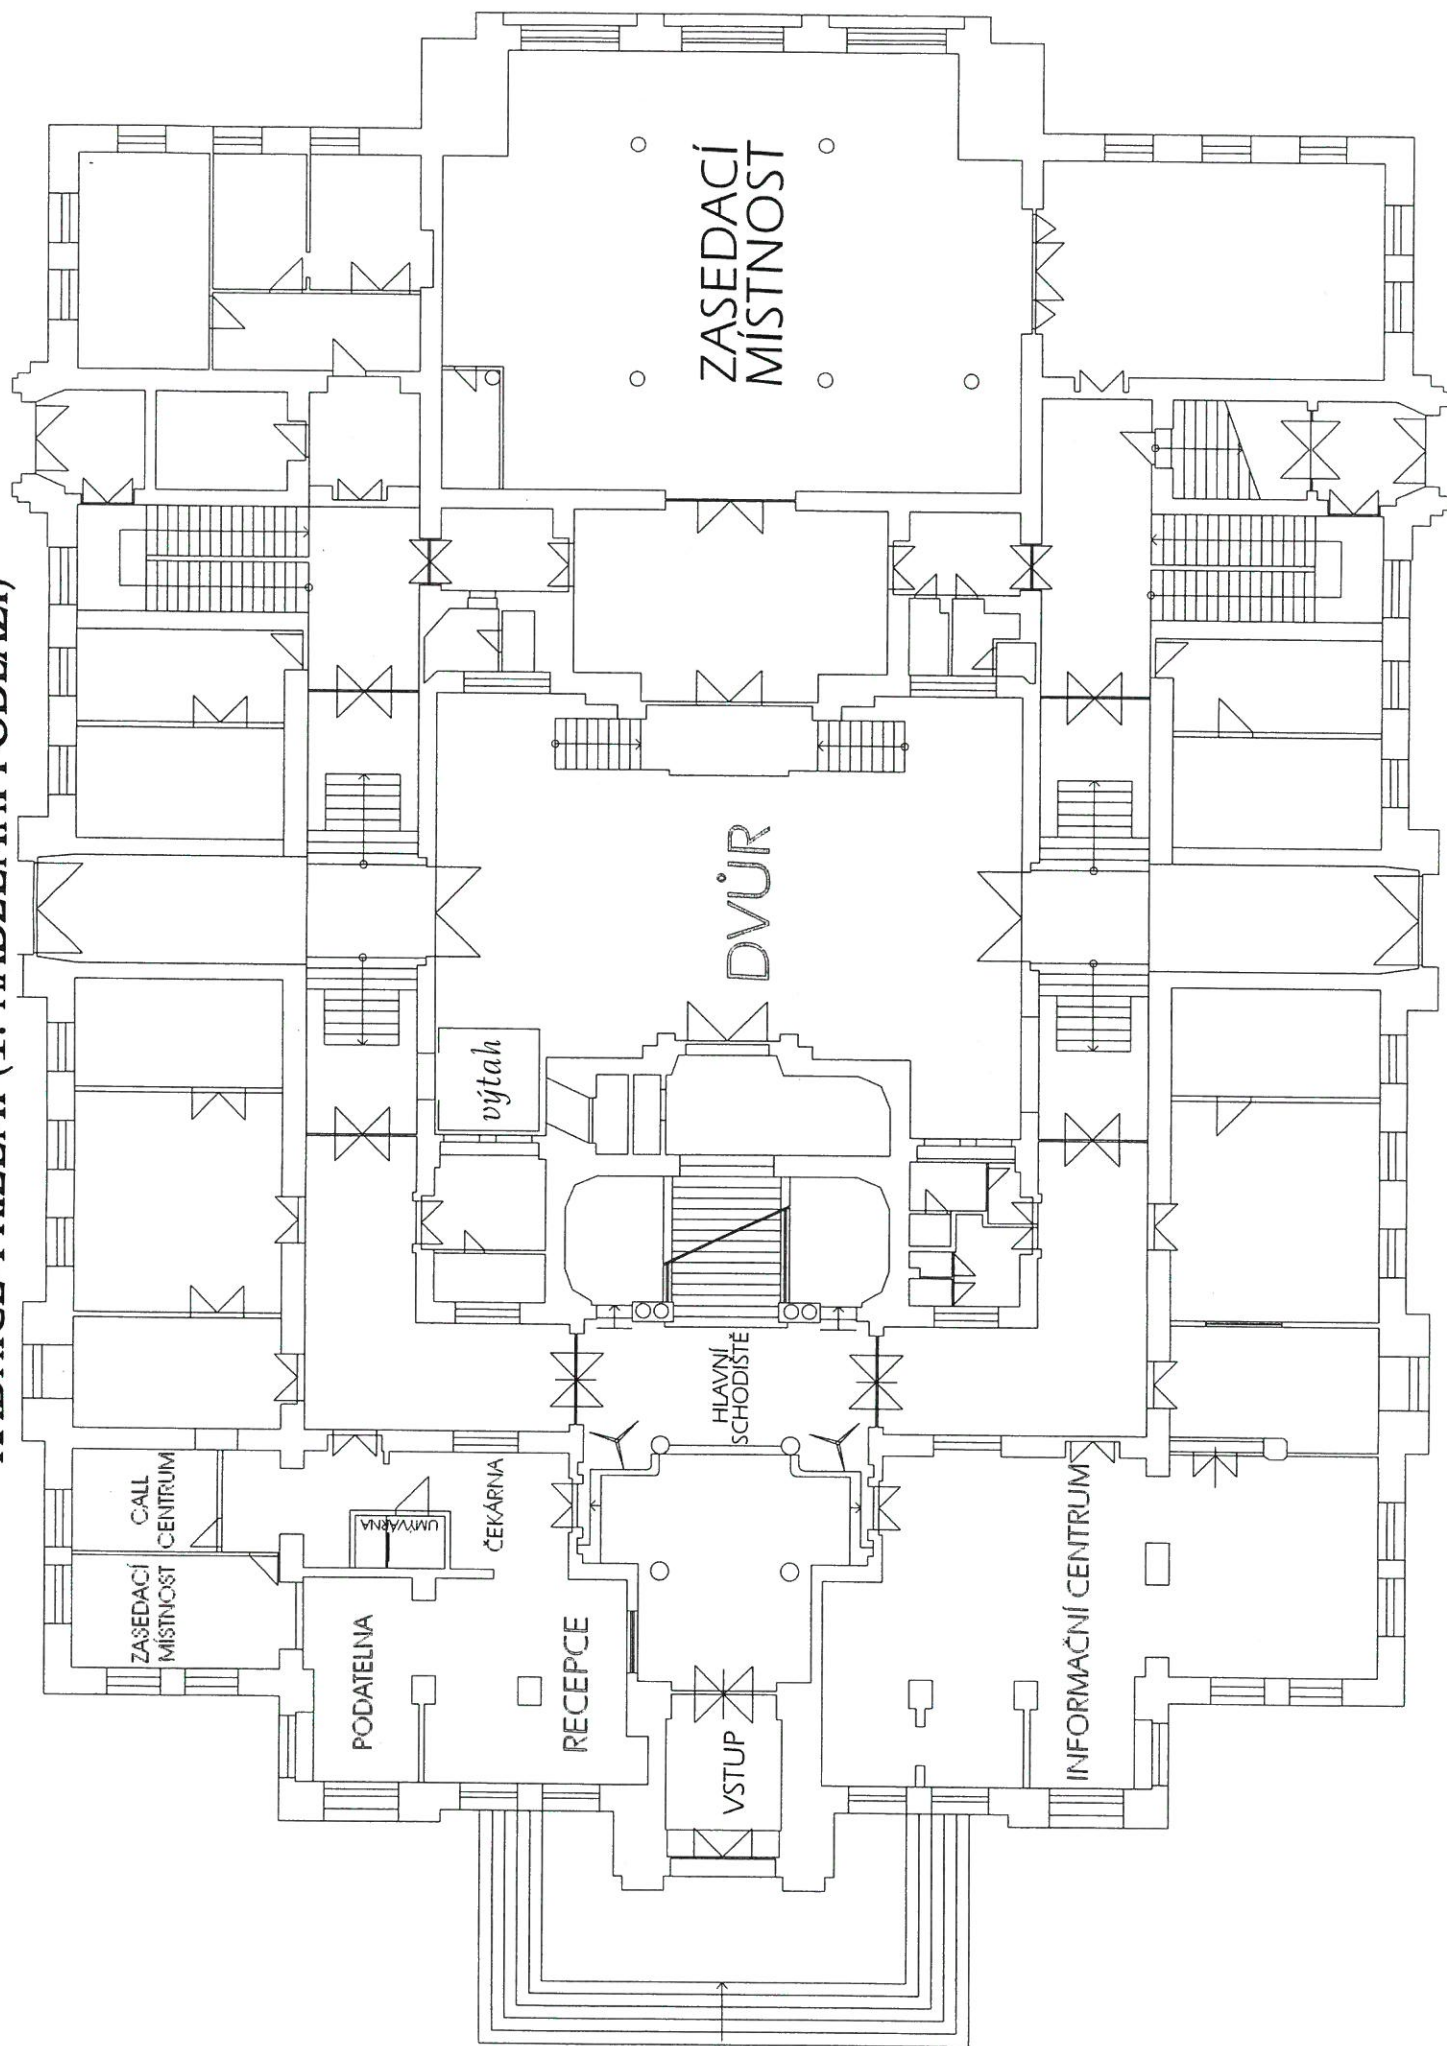 ZASEDACÍ
MÍSTNOST
DVŮR
výtah
HLAVNÍ
SCHODIŠTĚ
CALL
CENTRUM
ZASEDACÍ
MÍSTNOST
UMÝVÁRNA
ČEKÁRNA
PODATELNA
RECEPCE
VSTUP
INFORMAČNÍ CENTRUM